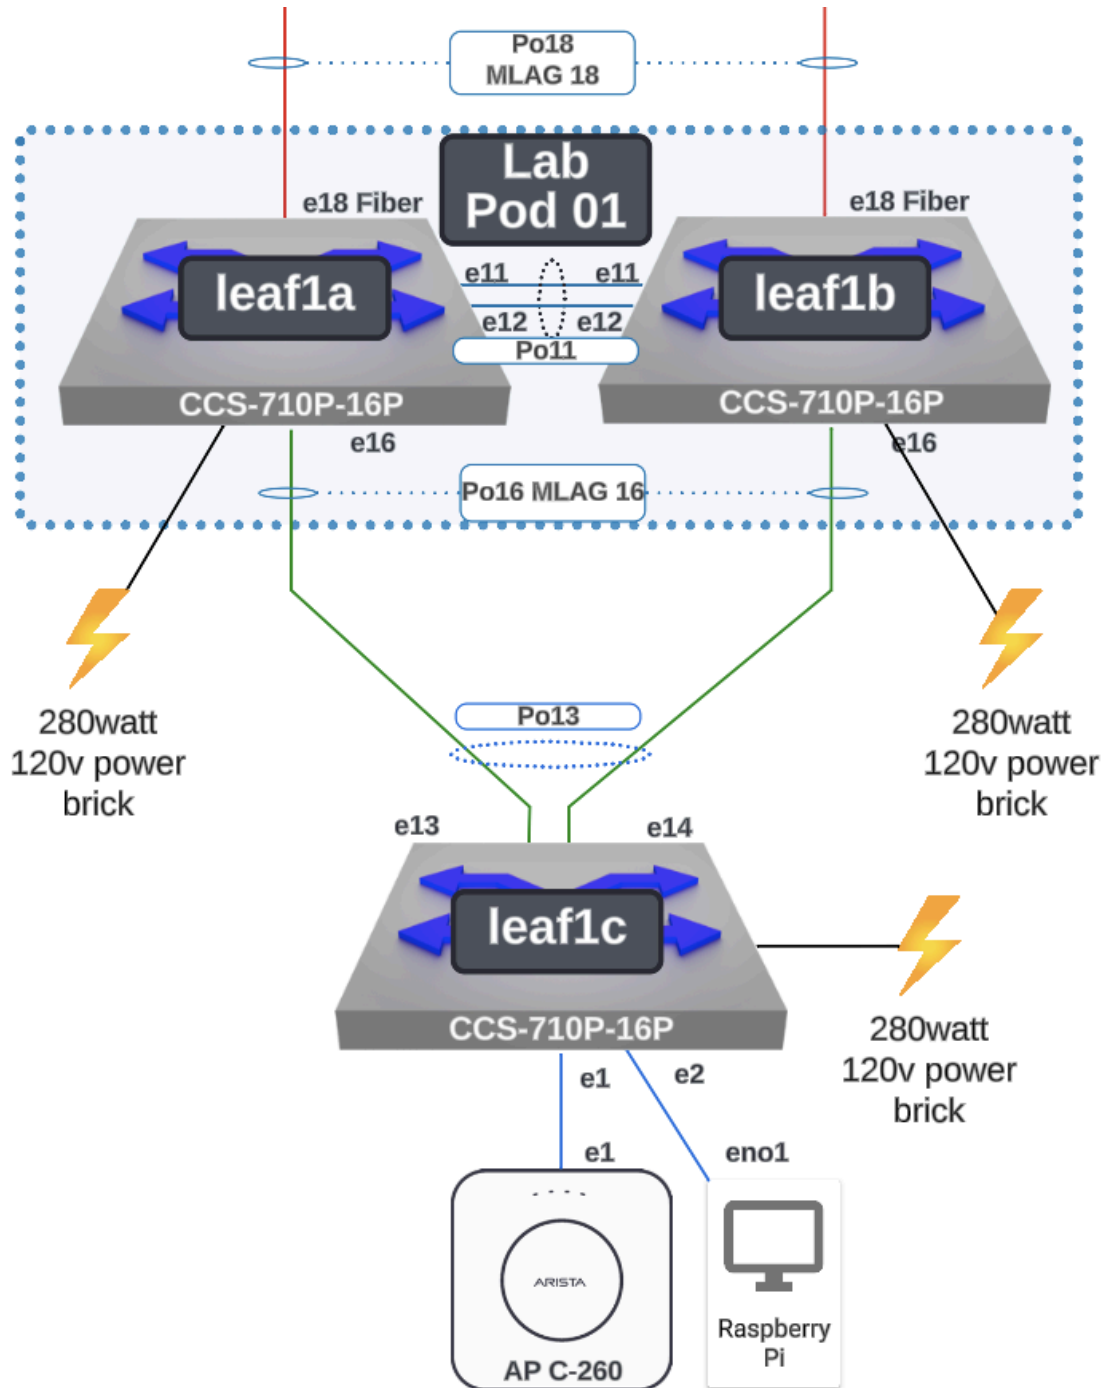 Po18
MLAG 18
Lab
Pod 01
e18 Fiber
e18 Fiber
leaf1a
e11
e11
leaf1b
e12
e12
Po11
CCS-710P-16P
CCS-710P-16P
e16
e16
Po16 MLAG 16
280watt
120v power
brick
280watt
120v power
brick
Po13
e13
e14
leaf1c
CCS-710P-16P
280watt
120v power
brick
e1
e2
e1
eno1
ARISTA
AP C-260
Raspberry
Pi